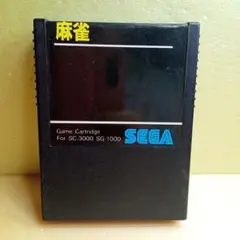 麻雀
Game Cartridge
For SC-3000 SG-1000
SEGA